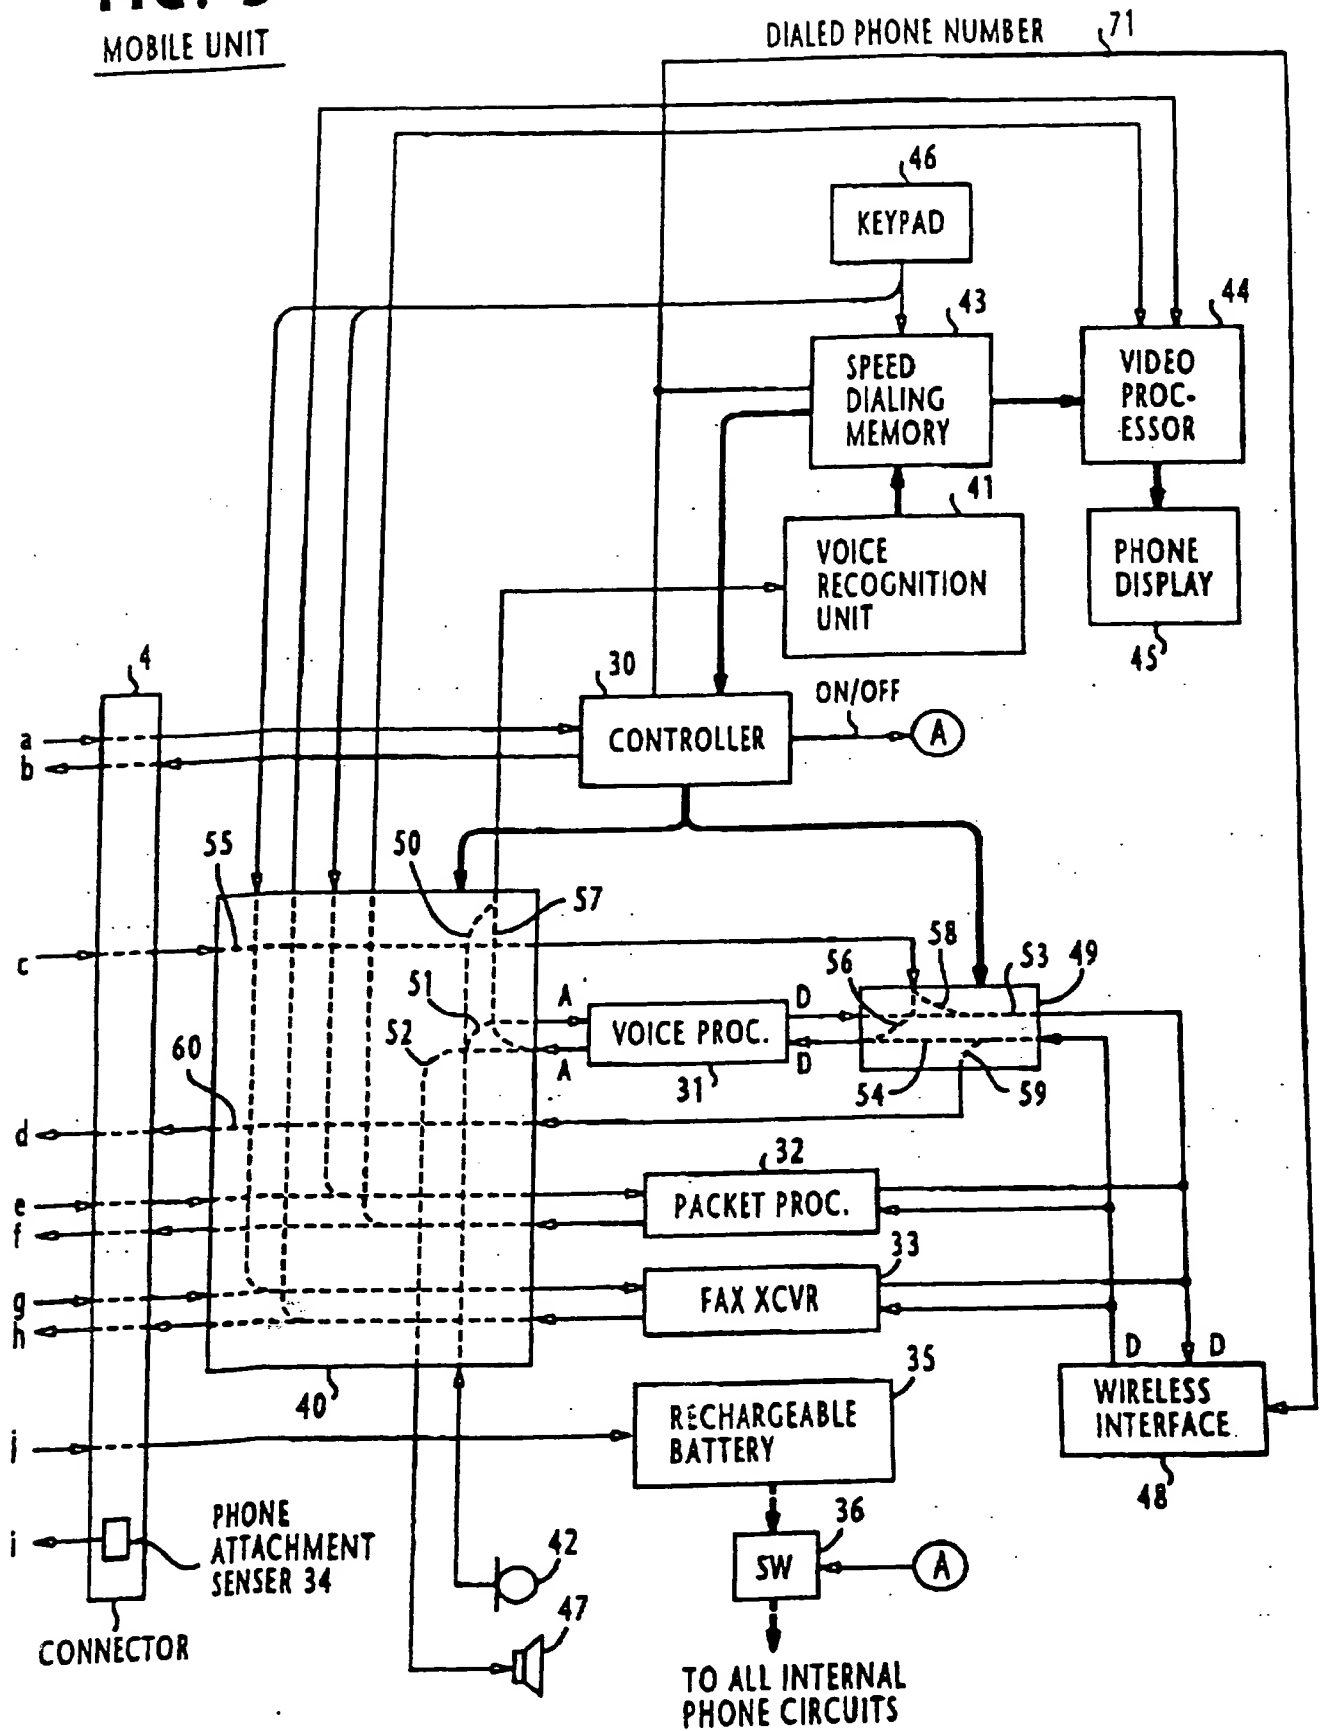 MOBILE UNIT
DIALED PHONE NUMBER
71
46
KEYPAD
43
44
SPEED
DIALING
MEMORY
VIDEO
PROC-
ESSOR
41
VOICE
RECOGNITION
UNIT
PHONE
DISPLAY
45
4
30
ON/OFF
CONTROLLER
A
a
b
55
50
57
c
58
53
49
56
51
A
D
52
VOICE PROC.
60
A
D
31
54
59
d
32
e
PACKET PROC.
f
33
g
FAX XCVR
h
D
D
40
35
WIRELESS
INTERFACE
RECHARGEABLE
BATTERY
j
48
36
PHONE
ATTACHMENT
SENSER 34
i
42
SW
A
47
CONNECTOR
TO ALL INTERNAL
PHONE CIRCUITS